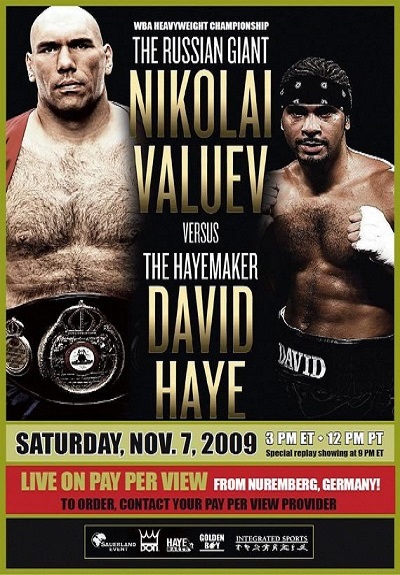 WBA HEAVYWEIGHT CHAMPIONSHIP
THE RUSSIAN GIANT
NIKOLAI
VALUEV
VERSUS
THE HAYEMAKER
DAVID
HAYE
DAVID
SATURDAY, NOV. 7, 2009
3 PM ET • 12 PM PT
Special replay showing at 9 PM ET
LIVE ON PAY PER VIEW FROM NUREMBERG, GERMANY!
TO ORDER, CONTACT YOUR PAY PER VIEW PROVIDER
SAUERLAND
EVENT
DON
HAYE
GOLDEN
BOY
INTEGRATED SPORTS